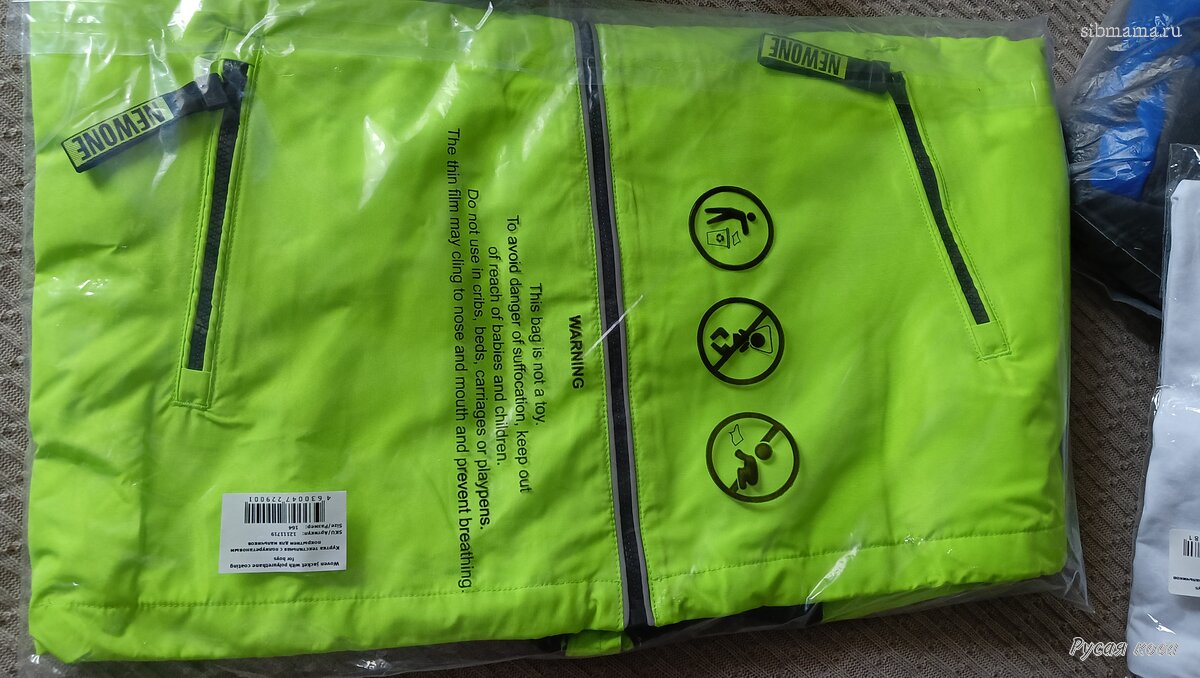 sibmama.ru
NEWONE
NEWONE
WARNING
This bag is not a toy.
To avoid danger of suffocation, keep out
of reach of babies and children.
Do not use in cribs, beds, carriages or playpens.
The thin film may cling to nose and mouth and prevent breathing.
Woven jacket with polyurethane coating
for boys
Куртка текстильная с полиуретановым
покрытием для мальчиков
SKU/Артикул: 12111719
Size/Размер: 164
4 630047 729001
Русая коса